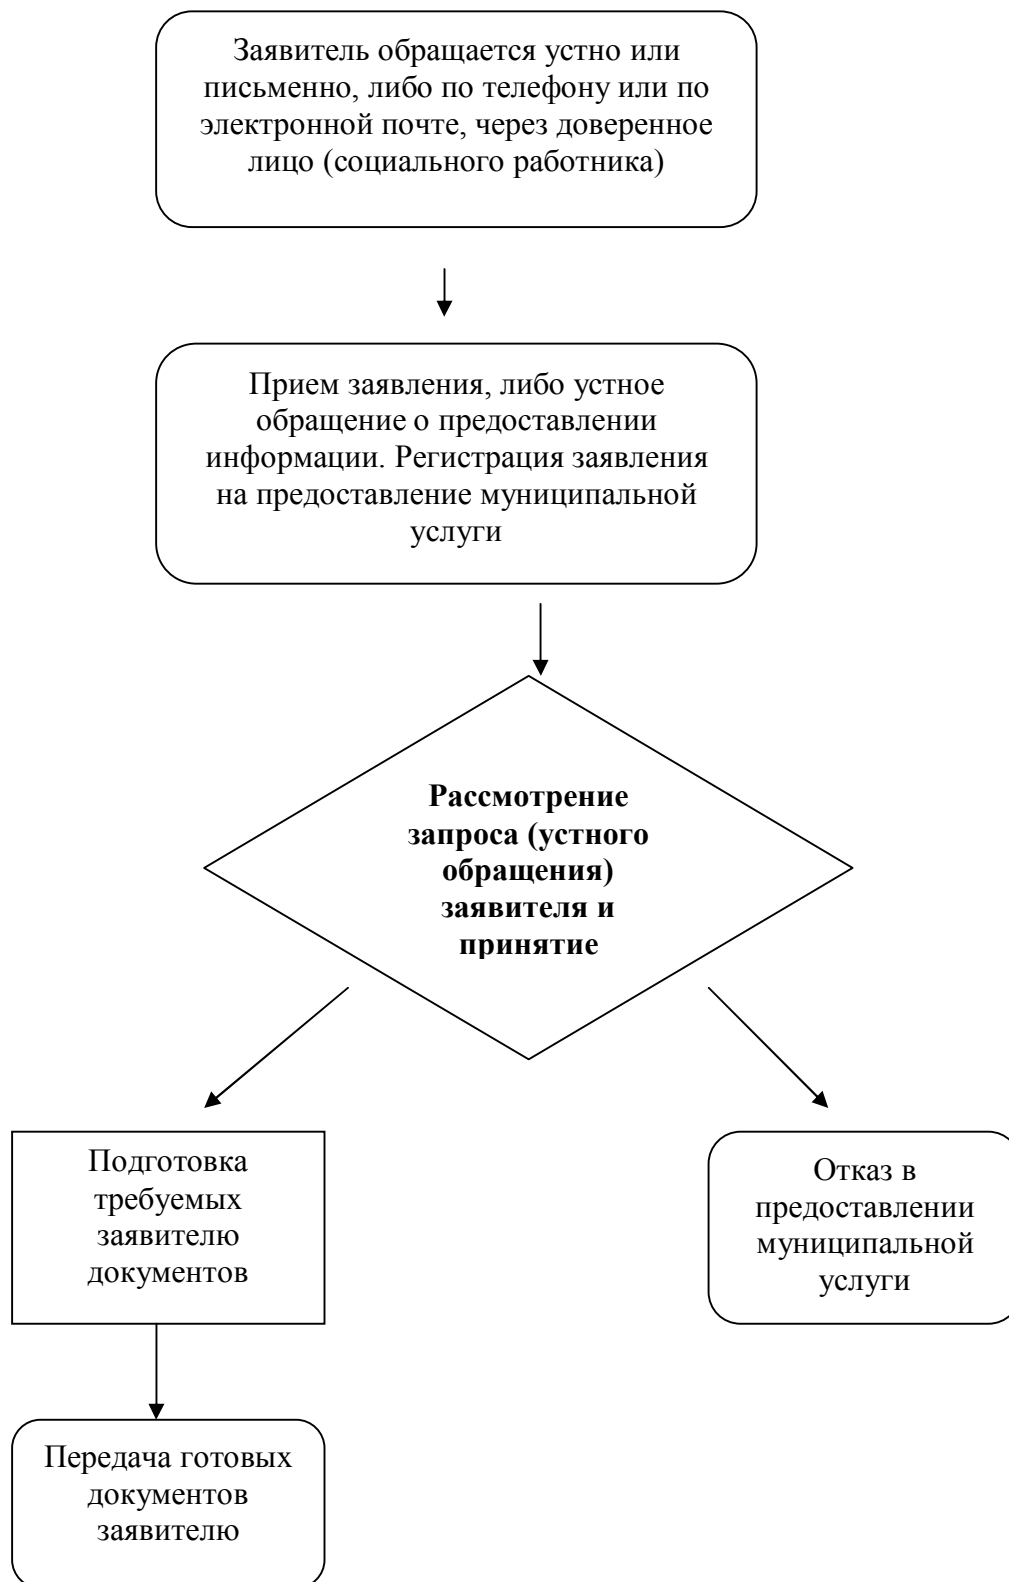 Заявитель обращается устно или
письменно, либо по телефону или по
электронной почте, через доверенное
лицо (социального работника)
Прием заявления, либо устное
обращение о предоставлении
информации. Регистрация заявления
на предоставление муниципальной
услуги
Рассмотрение
запроса (устного
обращения)
заявителя и
принятие
Подготовка
требуемых
заявителю
документов
Отказ в
предоставлении
муниципальной
услуги
Передача готовых
документов
заявителю